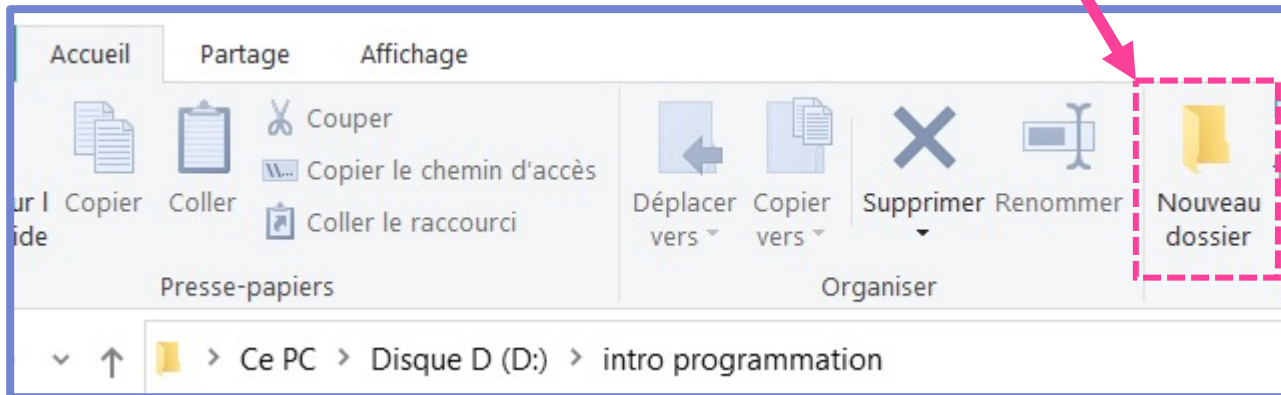 Accueil Partage Affichage
Copier
Coller
Couper
Copier le chemin d'accès
Coller le raccourci
Presse-papiers
Déplacer
vers
Copier
vers
Supprimer
Renommer
Organiser
Nouveau
dossier
> Ce PC > Disque D (D:) > intro programmation